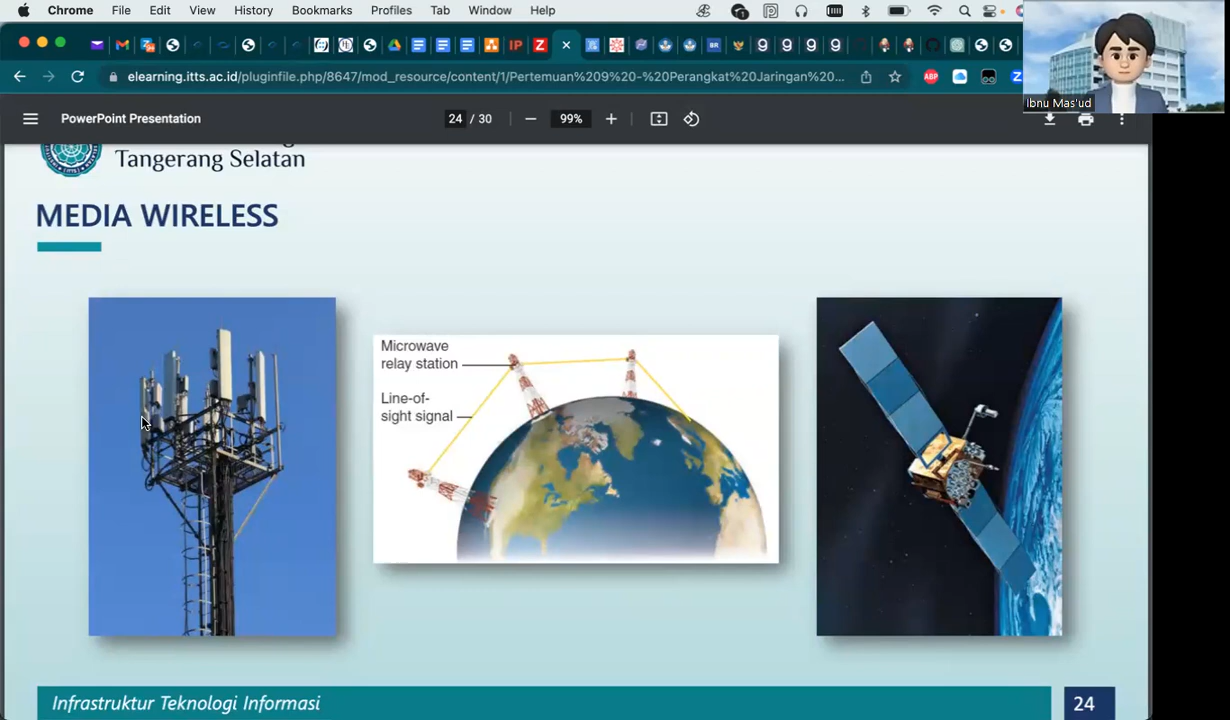 Chrome File Edit View History Bookmarks Profiles Tab Window Help
elearning.itts.ac.id/pluginfile.php/8647/mod_resource/content/1/Pertemuan%209%20-%20Perangkat%20Jaringan%20...
ABP
Ibnu Mas'ud
PowerPoint Presentation 24 / 30 99%
Tangerang Selatan
MEDIA WIRELESS
Microwave
relay station
Line-of-
sight signal
Infrastruktur Teknologi Informasi
24